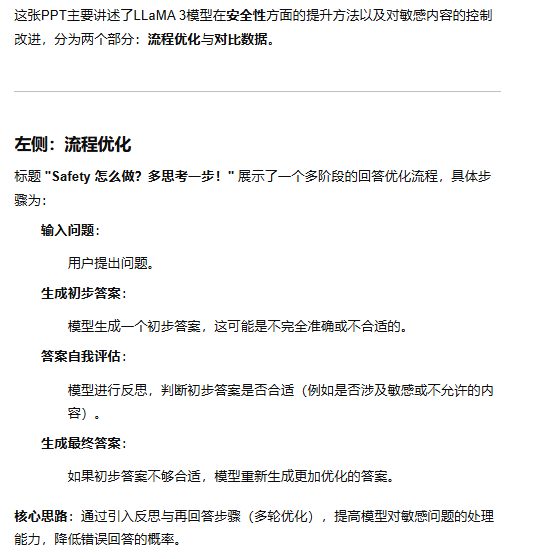 这张PPT主要讲述了LLaMA 3模型在安全性方面的提升方法以及对敏感内容的控制
改进，分为两个部分：流程优化与对比数据。
左侧：流程优化
标题 "Safety 怎么做？多思考一步！" 展示了一个多阶段的回答优化流程，具体步
骤为：
输入问题：
用户提出问题。
生成初步答案：
模型生成一个初步答案，这可能是不完全准确或不合适的。
答案自我评估：
模型进行反思，判断初步答案是否合适（例如是否涉及敏感或不允许的内
容）。
生成最终答案：
如果初步答案不够合适，模型重新生成更加优化的答案。
核心思路：通过引入反思与再回答步骤（多轮优化），提高模型对敏感问题的处理
能力，降低错误回答的概率。